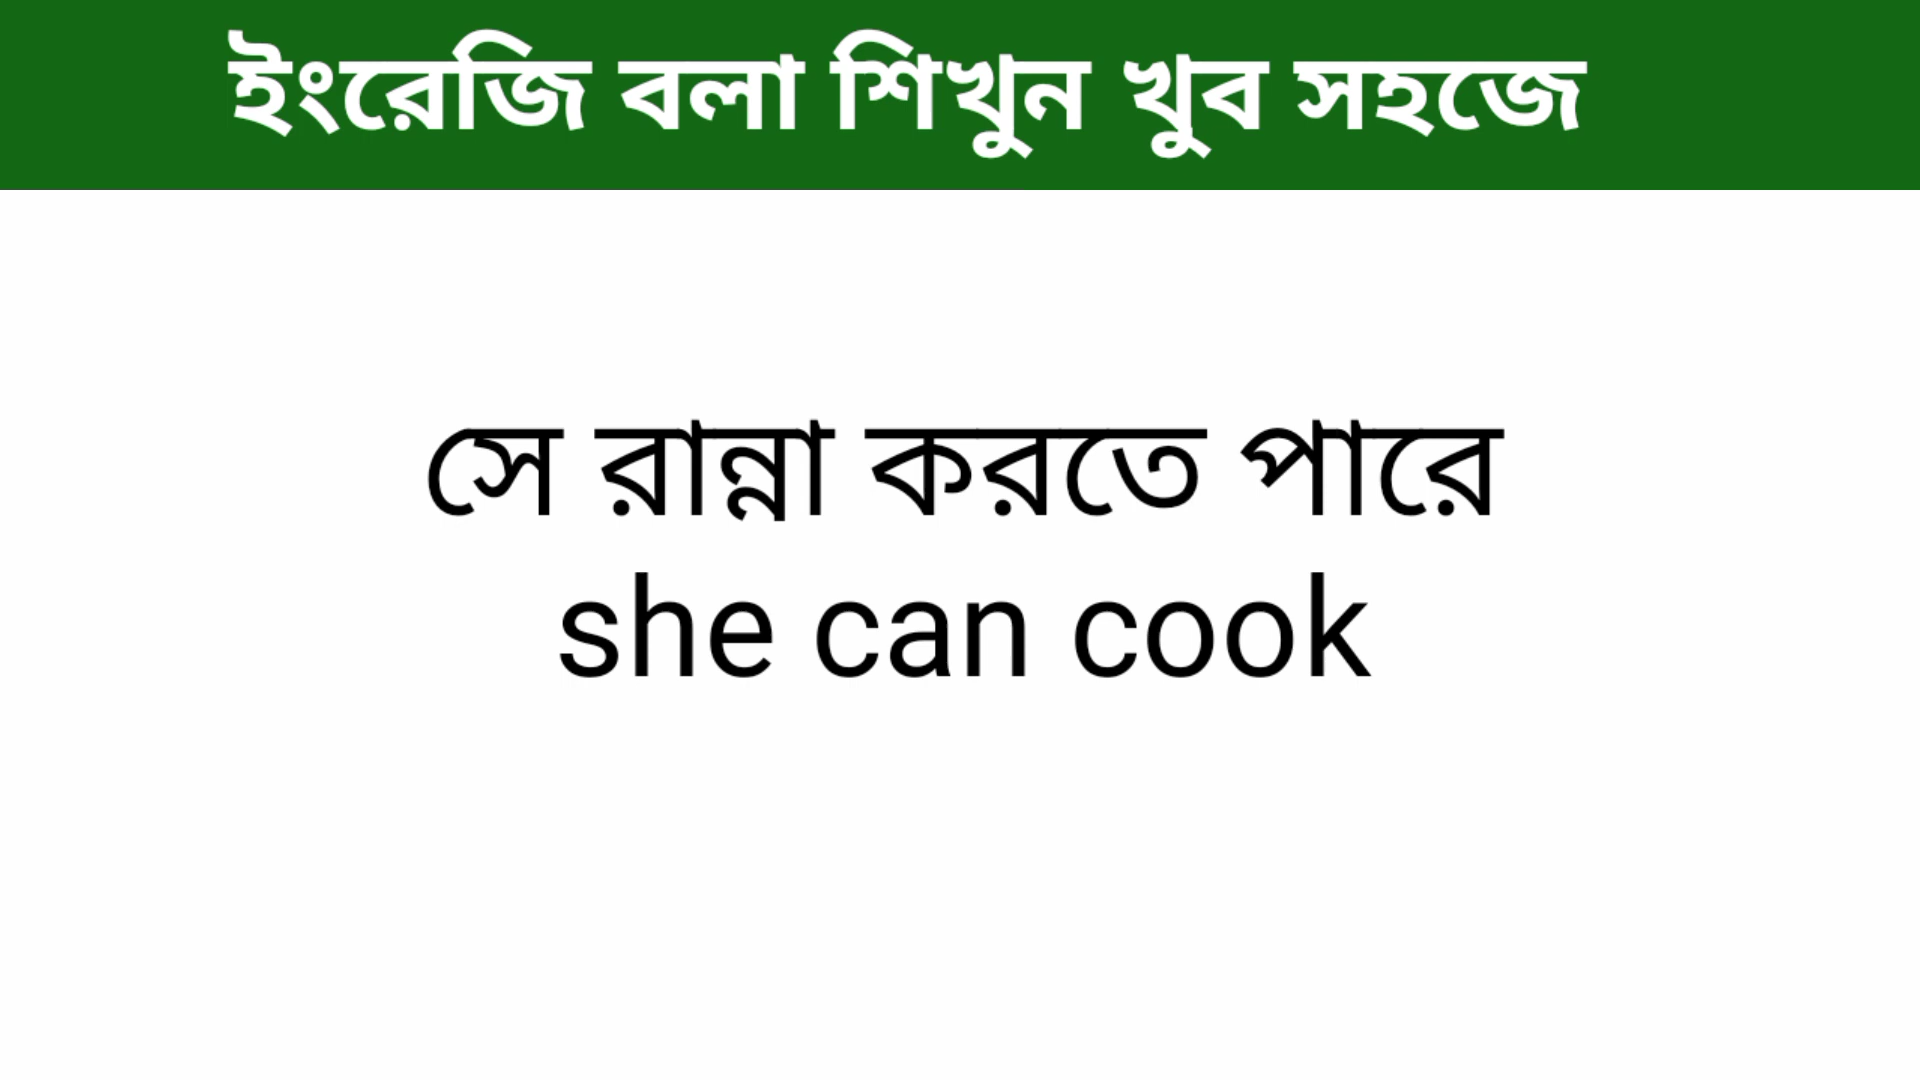 ইংরেজি বলা শিখুন খুব সহজে
সে রান্না করতে পারে
she can cook